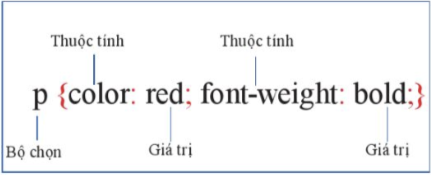 Thuộc tính Thuộc tính
p {color: red; font-weight: bold;}
Bộ chọn Giá trị Giá trị